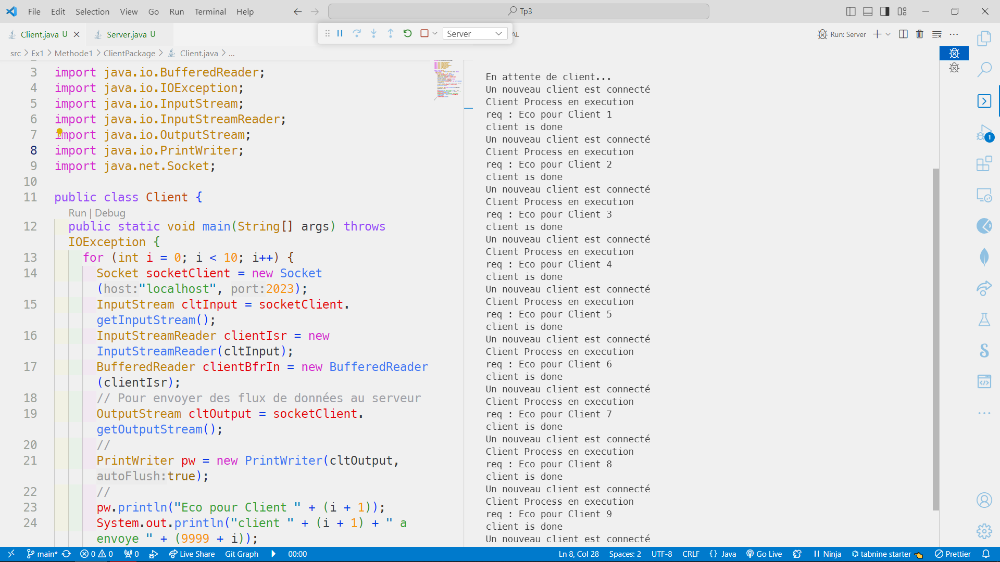 File Edit Selection View Go Run Terminal Help
Tp3
Client.java U
Server.java U
Server
AL
Run: Server
src > Ex1 > Methode1 > ClientPackage > Client.java > ...
3 import java.io.BufferedReader;
4 import java.io.IOException;
5 import java.io.InputStream;
6 import java.io.InputStreamReader;
7 import java.io.OutputStream;
8 import java.io.PrintWriter;
9 import java.net.Socket;
10
11 public class Client {
Run | Debug
12 public static void main(String[] args) throws
IOException {
13 for (int i = 0; i < 10; i++) {
14 Socket socketClient = new Socket
(host:"localhost", port:2023);
15 InputStream cltInput = socketClient.
getInputStream();
16 InputStreamReader clientIsr = new
InputStreamReader(cltInput);
17 BufferedReader clientBfrIn = new BufferedReader
(clientIsr);
18 // Pour envoyer des flux de données au serveur
19 OutputStream cltOutput = socketClient.
getOutputStream();
20 //
21 PrintWriter pw = new PrintWriter(cltOutput,
autoFlush:true);
22 //
23 pw.println("Eco pour Client " + (i + 1));
24 System.out.println("client " + (i + 1) + " a
envoye " + (9999 + i));
En attente de client...
Un nouveau client est connecté
Client Process en execution
req : Eco pour Client 1
client is done
Un nouveau client est connecté
Client Process en execution
req : Eco pour Client 2
client is done
Un nouveau client est connecté
Client Process en execution
req : Eco pour Client 3
client is done
Un nouveau client est connecté
Client Process en execution
req : Eco pour Client 4
client is done
Un nouveau client est connecté
Client Process en execution
req : Eco pour Client 5
client is done
Un nouveau client est connecté
Client Process en execution
req : Eco pour Client 6
client is done
Un nouveau client est connecté
Client Process en execution
req : Eco pour Client 7
client is done
Un nouveau client est connecté
Client Process en execution
req : Eco pour Client 8
client is done
Un nouveau client est connecté
Client Process en execution
req : Eco pour Client 9
client is done
Un nouveau client est connecté
1
main* 0 0 0 Live Share Git Graph 00:00 Ln 8, Col 28 Spaces: 2 UTF-8 CRLF {} Java Go Live Ninja tabnine starter Prettier